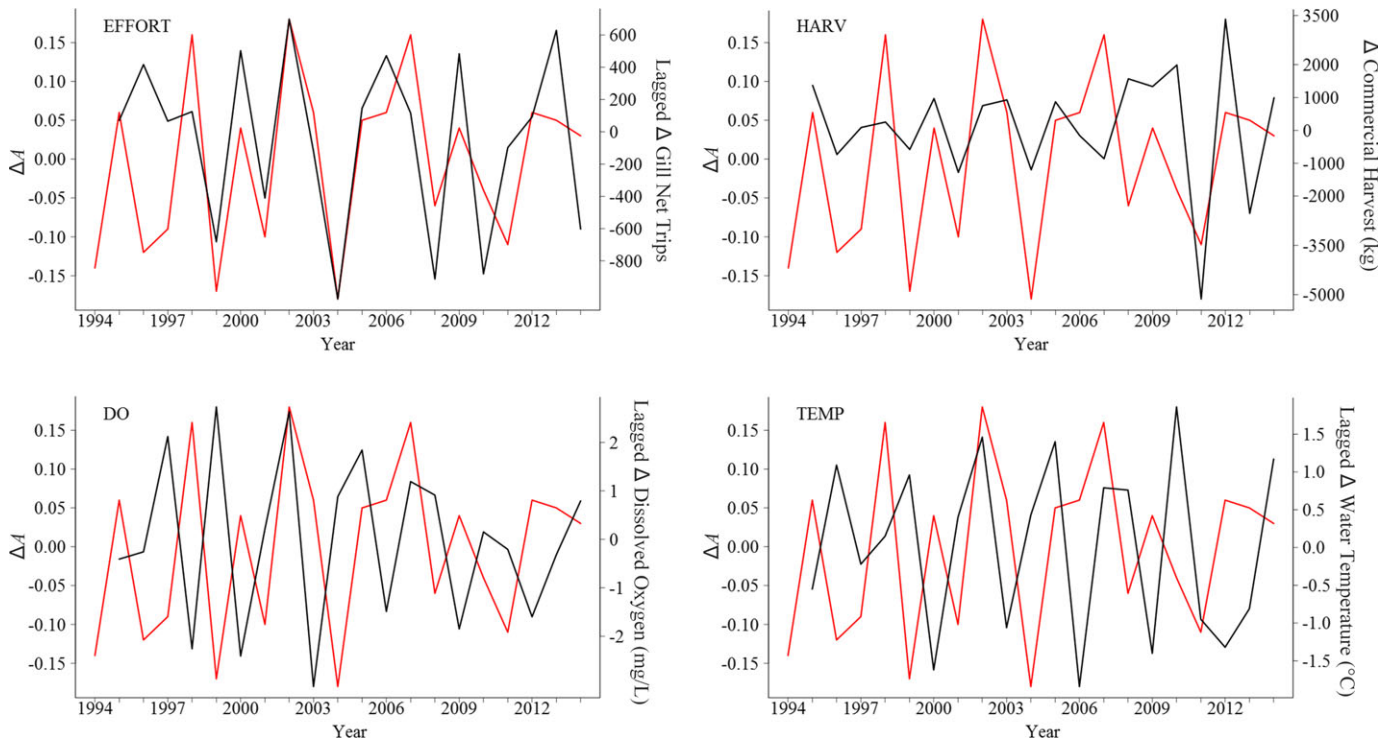 EFFORT
0.15
0.10
0.05
0.00
-0.05
-0.10
-0.15
ΔA
600
400
200
0
-200
-400
-600
-800
Lagged Δ Gill Net Trips
1994 1997 2000 2003 2006 2009 2012
Year
HARV
0.15
0.10
0.05
0.00
-0.05
-0.10
-0.15
ΔA
3500
2000
1000
0
-1000
-2000
-3500
-5000
Δ Commercial Harvest (kg)
1994 1997 2000 2003 2006 2009 2012
Year
DO
0.15
0.10
0.05
0.00
-0.05
-0.10
-0.15
ΔA
2
1
0
-1
-2
Lagged Δ Dissolved Oxygen (mg/L)
1994 1997 2000 2003 2006 2009 2012
Year
TEMP
0.15
0.10
0.05
0.00
-0.05
-0.10
-0.15
ΔA
1.5
1.0
0.5
0.0
-0.5
-1.0
-1.5
Lagged Δ Water Temperature (°C)
1994 1997 2000 2003 2006 2009 2012
Year